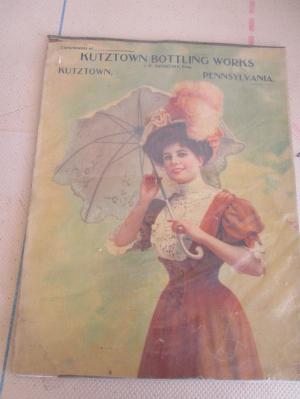 Compliments of
KUTZTOWN BOTTLING WORKS
KUTZTOWN,
PENNSYLVANIA.